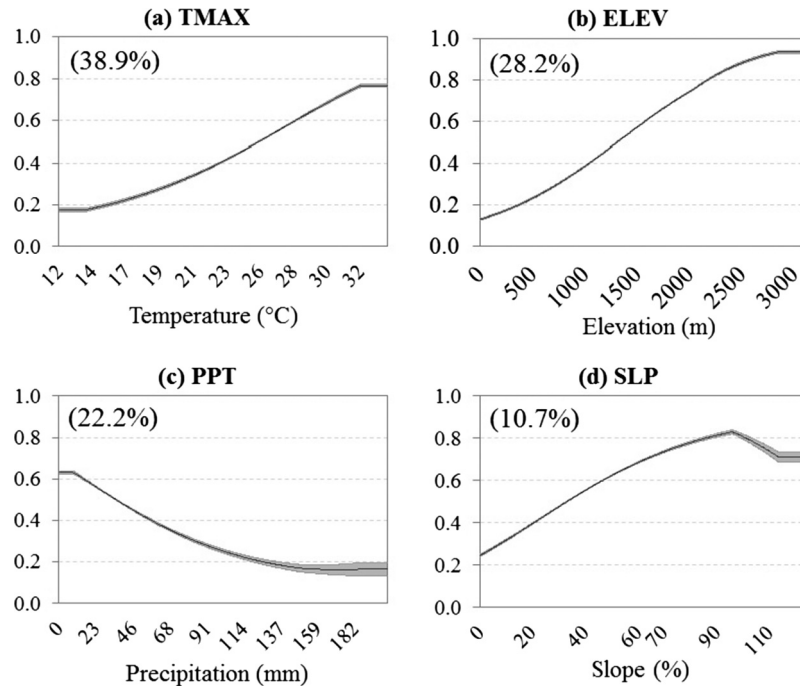 (a) TMAX
(38.9%)
1.0
0.8
0.6
0.4
0.2
0.0
12 14 17 19 21 23 26 28 30 32
Temperature (°C)
(b) ELEV
(28.2%)
1.0
0.8
0.6
0.4
0.2
0.0
0 500 1000 1500 2000 2500 3000
Elevation (m)
(c) PPT
(22.2%)
1.0
0.8
0.6
0.4
0.2
0.0
0 23 46 68 91 114 137 159 182
Precipitation (mm)
(d) SLP
(10.7%)
1.0
0.8
0.6
0.4
0.2
0.0
0 20 40 60 70 90 110
Slope (%)